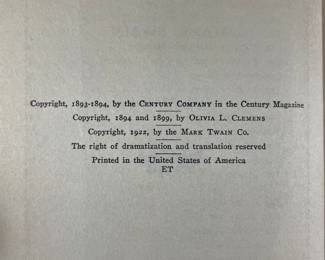 Copyright, 1893-1894, by the CENTURY COMPANY in the Century Magazine
Copyright, 1894 and 1899, by OLIVIA L. CLEMENS
Copyright, 1922, by the MARK TWAIN CO.
The right of dramatization and translation reserved
Printed in the United States of America
ET